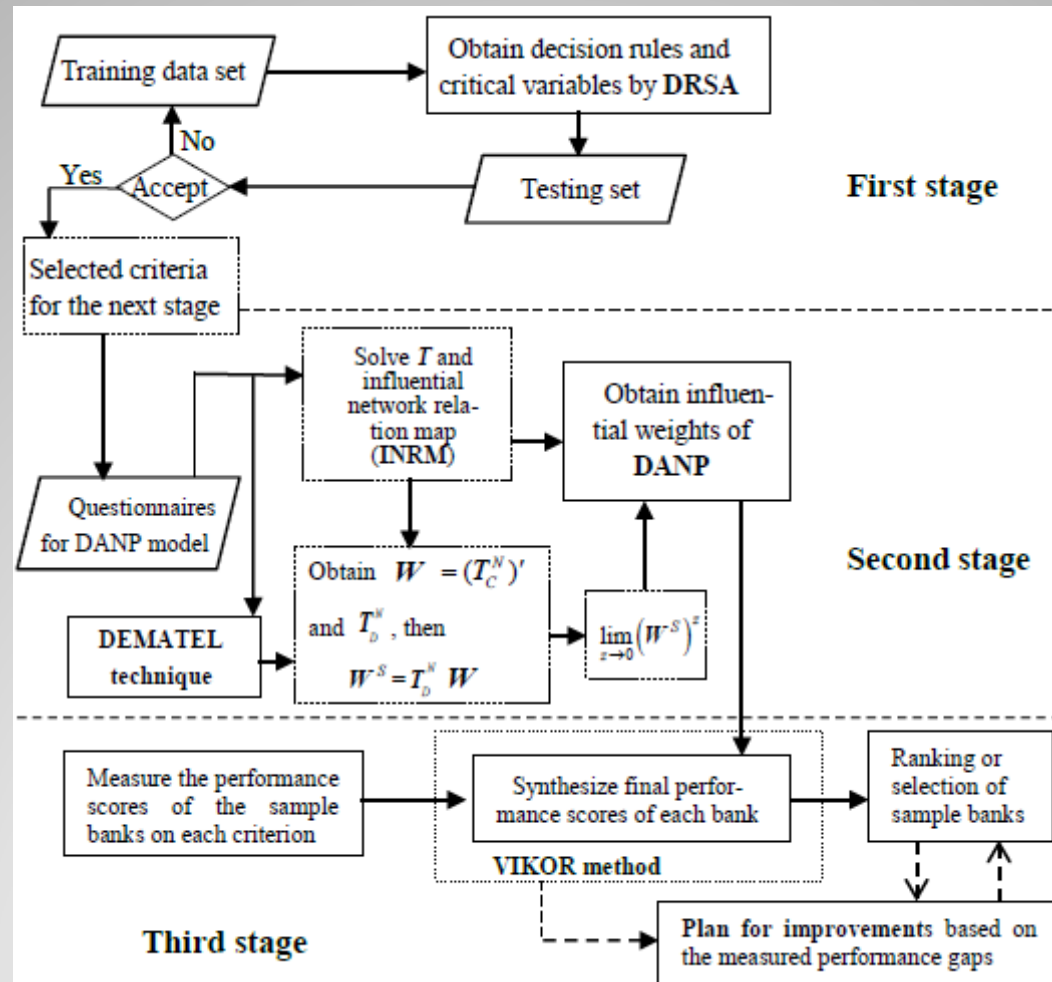 Training data set
Obtain decision rules and
critical variables by DRSA
No
Yes
Accept
Testing set
First stage
Selected criteria
for the next stage
Solve T and
influential
network rela-
tion map
(INRM)
Obtain influen-
tial weights of
DANP
Questionnaires
for DANP model
Second stage
Obtain W = (T_C^N)′
and T_D^N, then
W^S = T_D^N W
lim_{z→0}(W^S)^z
DEMATEL
technique
Measure the performance
scores of the sample
banks on each criterion
Synthesize final perfor-
mance scores of each bank
VIKOR method
Ranking or
selection of
sample banks
Third stage
Plan for improvements based on
the measured performance gaps